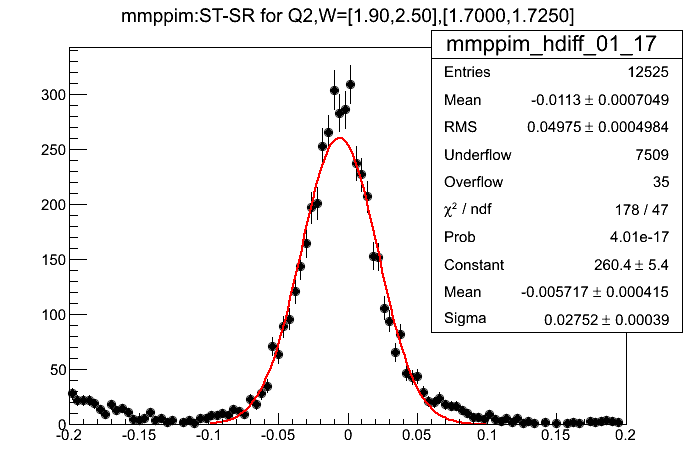 mmppim:ST-SR for Q2,W=[1.90,2.50],[1.7000,1.7250]
mmppim_hdiff_01_17
Entries 12525
Mean -0.0113 ± 0.0007049
RMS 0.04975 ± 0.0004984
Underflow 7509
Overflow 35
χ² / ndf 178 / 47
Prob 4.01e-17
Constant 260.4 ± 5.4
Mean -0.005717 ± 0.000415
Sigma 0.02752 ± 0.00039
300
250
200
150
100
50
0
-0.2 -0.15 -0.1 -0.05 0 0.05 0.1 0.15 0.2